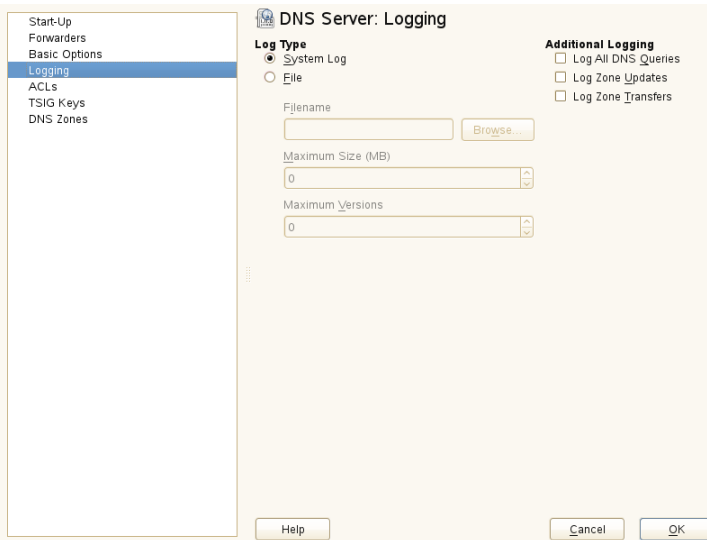 Start-Up
Forwarders
Basic Options
Logging
ACLs
TSIG Keys
DNS Zones
DNS Server: Logging
Log Type
System Log
File
Filename
Browse...
Maximum Size (MB)
0
Maximum Versions
0
Additional Logging
Log All DNS Queries
Log Zone Updates
Log Zone Transfers
Help
Cancel
OK